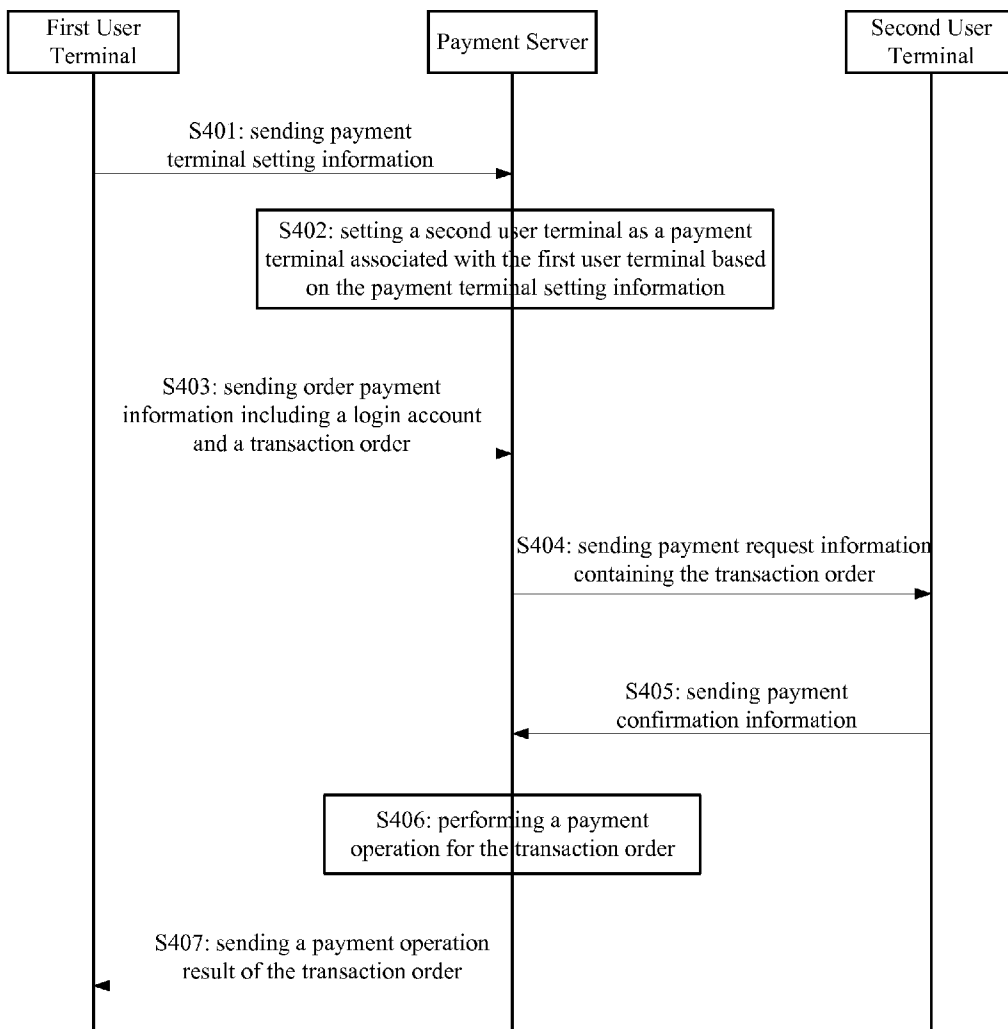 First User
Terminal
Payment Server
Second User
Terminal
S401: sending payment
terminal setting information
S402: setting a second user terminal as a payment
terminal associated with the first user terminal based
on the payment terminal setting information
S403: sending order payment
information including a login account
and a transaction order
S404: sending payment request information
containing the transaction order
S405: sending payment
confirmation information
S406: performing a payment
operation for the transaction order
S407: sending a payment operation
result of the transaction order